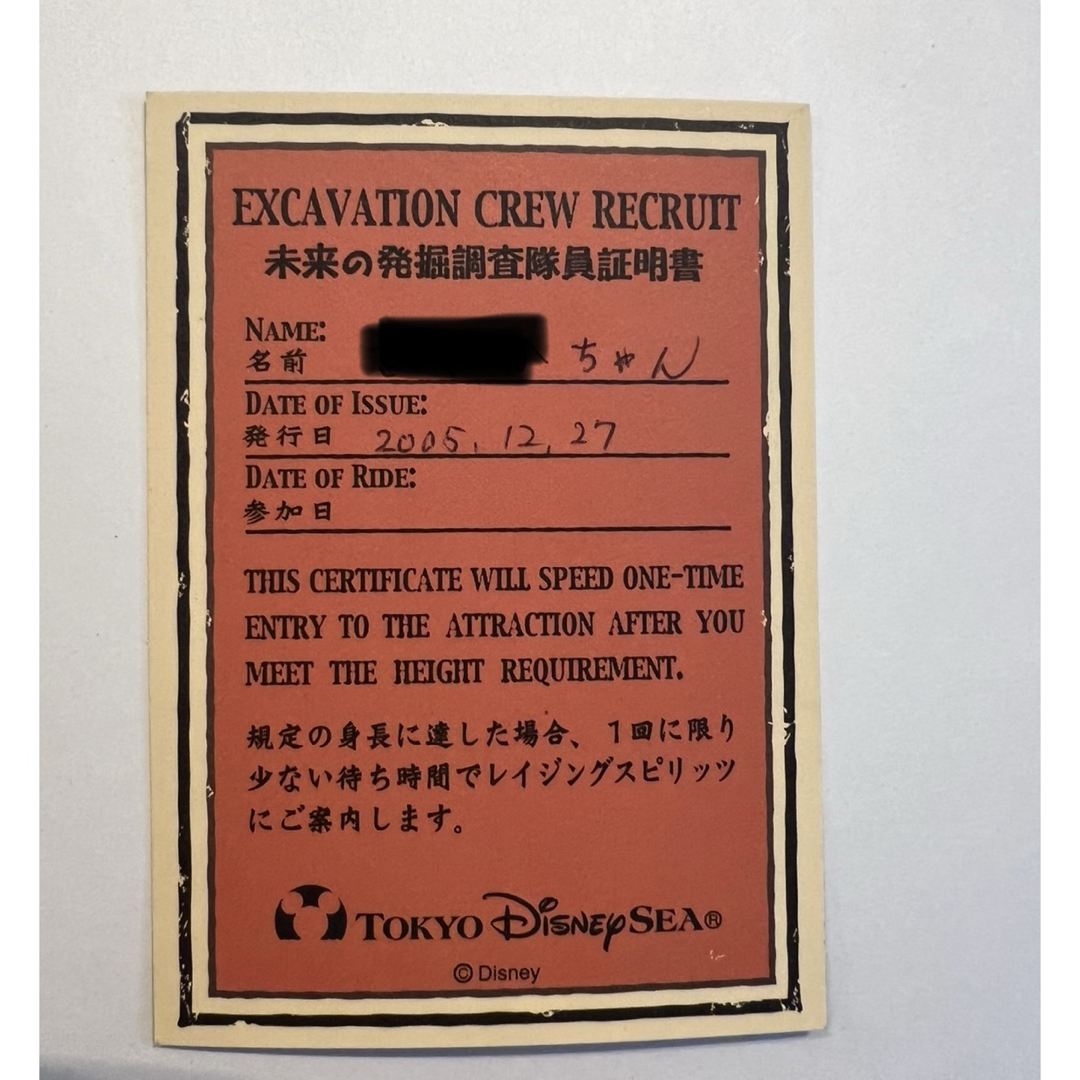 EXCAVATION CREW RECRUIT
未来の発掘調査隊員証明書
NAME:
名前 ちゃん
DATE OF ISSUE:
発行日 2005.12.27
DATE OF RIDE:
参加日
THIS CERTIFICATE WILL SPEED ONE-TIME
ENTRY TO THE ATTRACTION AFTER YOU
MEET THE HEIGHT REQUIREMENT.
規定の身長に達した場合、1回に限り
少ない待ち時間でレイジングスピリッツ
にご案内します。
TOKYO DISNEYSEA®
© Disney